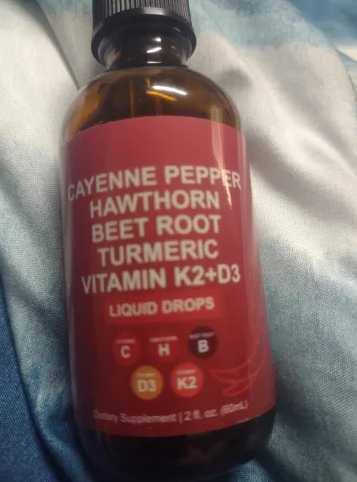 CAYENNE PEPPER
HAWTHORN
BEET ROOT
TURMERIC
VITAMIN K2+D3
LIQUID DROPS
C H B
D3 K2
Dietary Supplement | 2 fl. oz. (60mL)